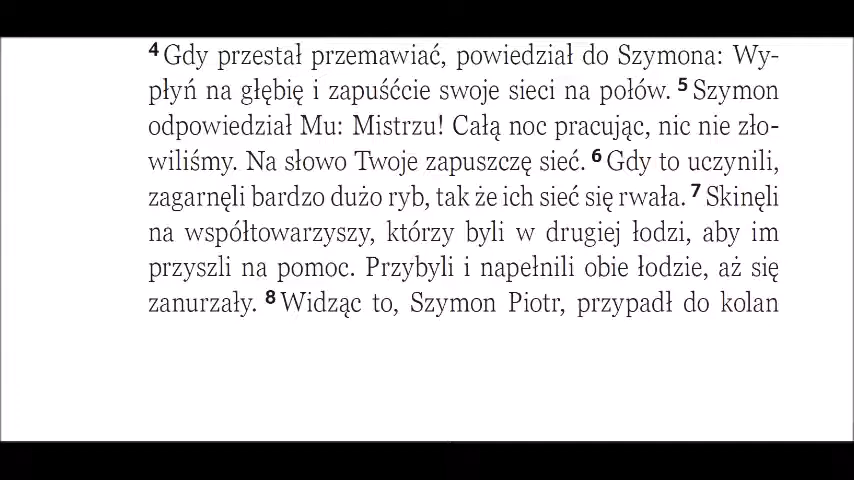 4 Gdy przestał przemawiać, powiedział do Szymona: Wy-
płyń na głębię i zapuśćcie swoje sieci na połów. 5 Szymon
odpowiedział Mu: Mistrzu! Całą noc pracując, nic nie zło-
wiliśmy. Na słowo Twoje zapuszczę sieć. 6 Gdy to uczynili,
zagarnęli bardzo dużo ryb, tak że ich sieć się rwała. 7 Skinęli
na współtowarzyszy, którzy byli w drugiej łodzi, aby im
przyszli na pomoc. Przybyli i napełnili obie łodzie, aż się
zanurzały. 8 Widząc to, Szymon Piotr, przypadł do kolan